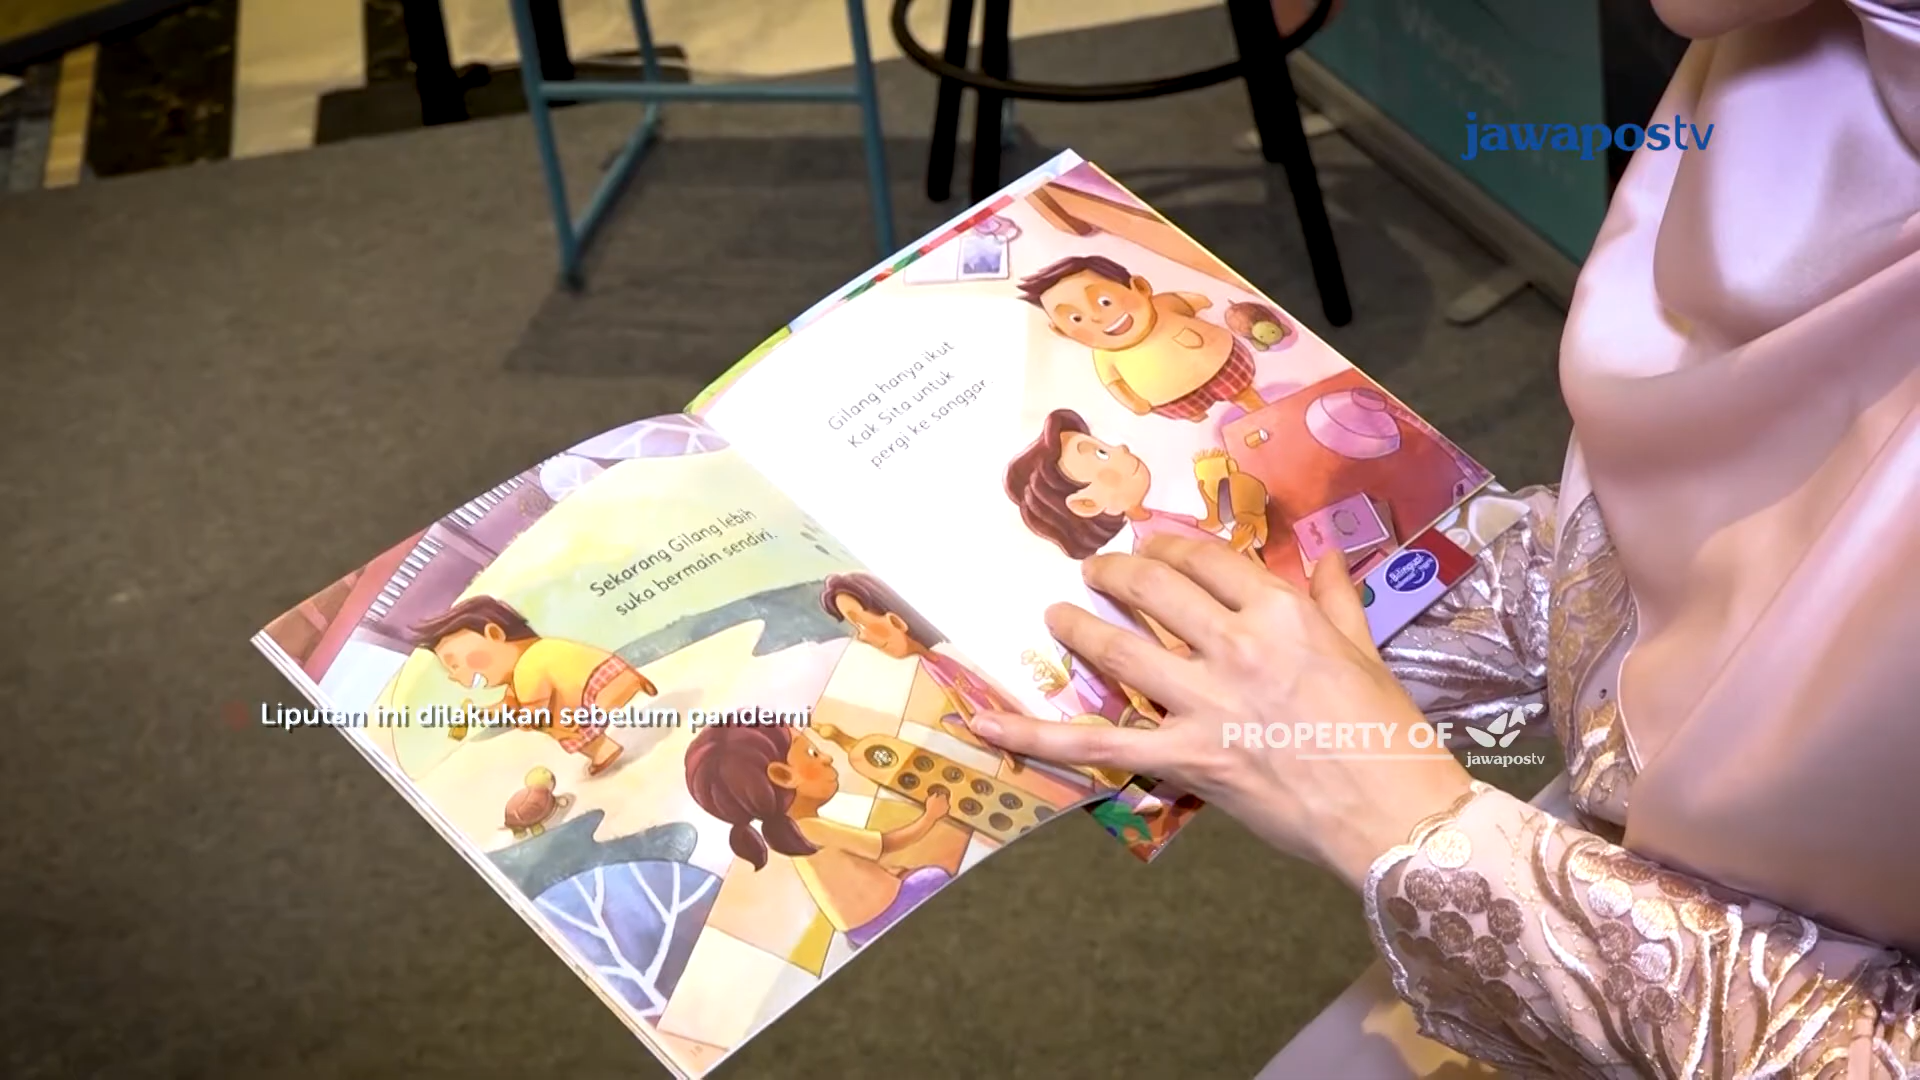 jawapostv
Gilang hanya ikut
Kak Sita untuk
pergi ke sanggar.
Sekarang Gilang lebih
suka bermain sendiri.
Bilingual
Liputan ini dilakukan sebelum pandemi
PROPERTY OF
jawapostv